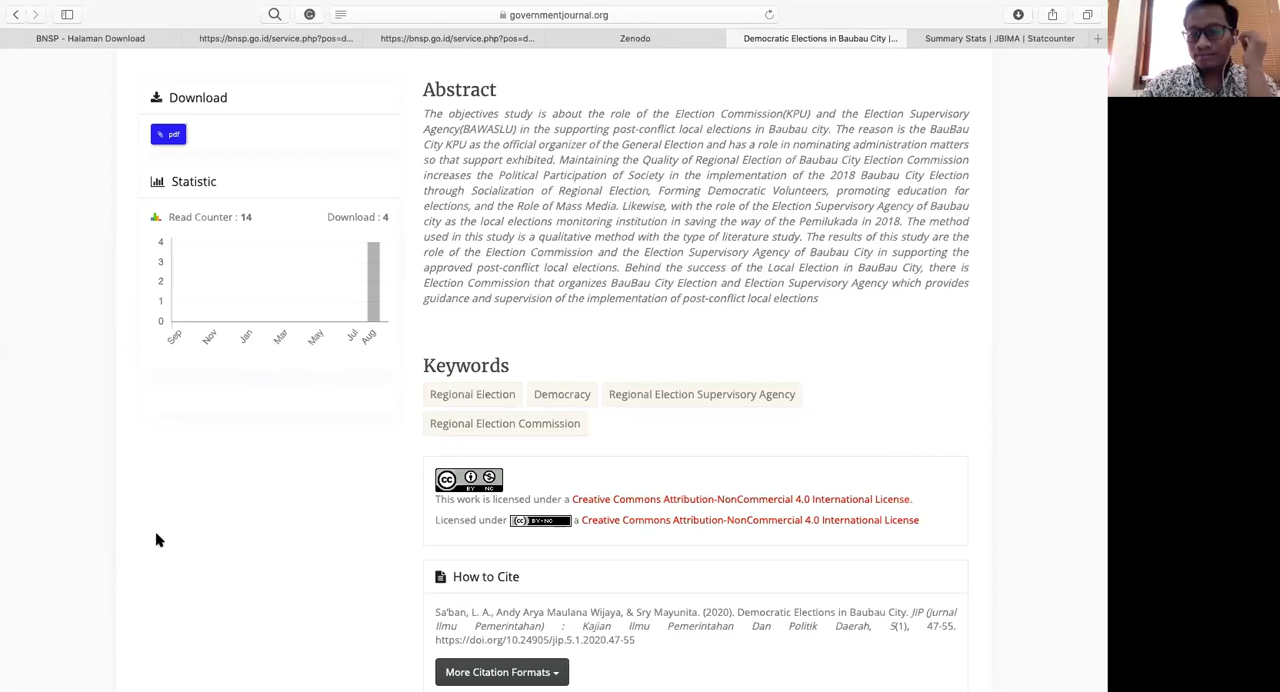 governmentjournal.org
BNSP - Halaman Download
https://bnsp.go.id/service.php?pos=d...
https://bnsp.go.id/service.php?pos=d...
Zenodo
Democratic Elections in Baubau City |...
Summary Stats | JBIMA | Statcounter
Download
pdf
Statistic
Read Counter : 14 Download : 4
4
3
2
1
0
Sep Nov Jan Mar May Jul Aug
Abstract
The objectives study is about the role of the Election Commission(KPU) and the Election Supervisory
Agency(BAWASLU) in the supporting post-conflict local elections in Baubau city. The reason is the BauBau
City KPU as the official organizer of the General Election and has a role in nominating administration matters
so that support exhibited. Maintaining the Quality of Regional Election of Baubau City Election Commission
increases the Political Participation of Society in the implementation of the 2018 Baubau City Election
through Socialization of Regional Election, Forming Democratic Volunteers, promoting education for
elections, and the Role of Mass Media. Likewise, with the role of the Election Supervisory Agency of Baubau
city as the local elections monitoring institution in saving the way of the Pemilukada in 2018. The method
used in this study is a qualitative method with the type of literature study. The results of this study are the
role of the Election Commission and the Election Supervisory Agency of Baubau City in supporting the
approved post-conflict local elections. Behind the success of the Local Election in BauBau City, there is
Election Commission that organizes BauBau City Election and Election Supervisory Agency which provides
guidance and supervision of the implementation of post-conflict local elections
Keywords
Regional Election Democracy Regional Election Supervisory Agency
Regional Election Commission
cc BY NC
This work is licensed under a Creative Commons Attribution-NonCommercial 4.0 International License.
Licensed under (cc) BY-NC a Creative Commons Attribution-NonCommercial 4.0 International License
How to Cite
Sa'ban, L. A., Andy Arya Maulana Wijaya, & Sry Mayunita. (2020). Democratic Elections in Baubau City. JIP (Jurnal
Ilmu Pemerintahan) : Kajian Ilmu Pemerintahan Dan Politik Daerah, 5(1), 47-55.
https://doi.org/10.24905/jip.5.1.2020.47-55
More Citation Formats